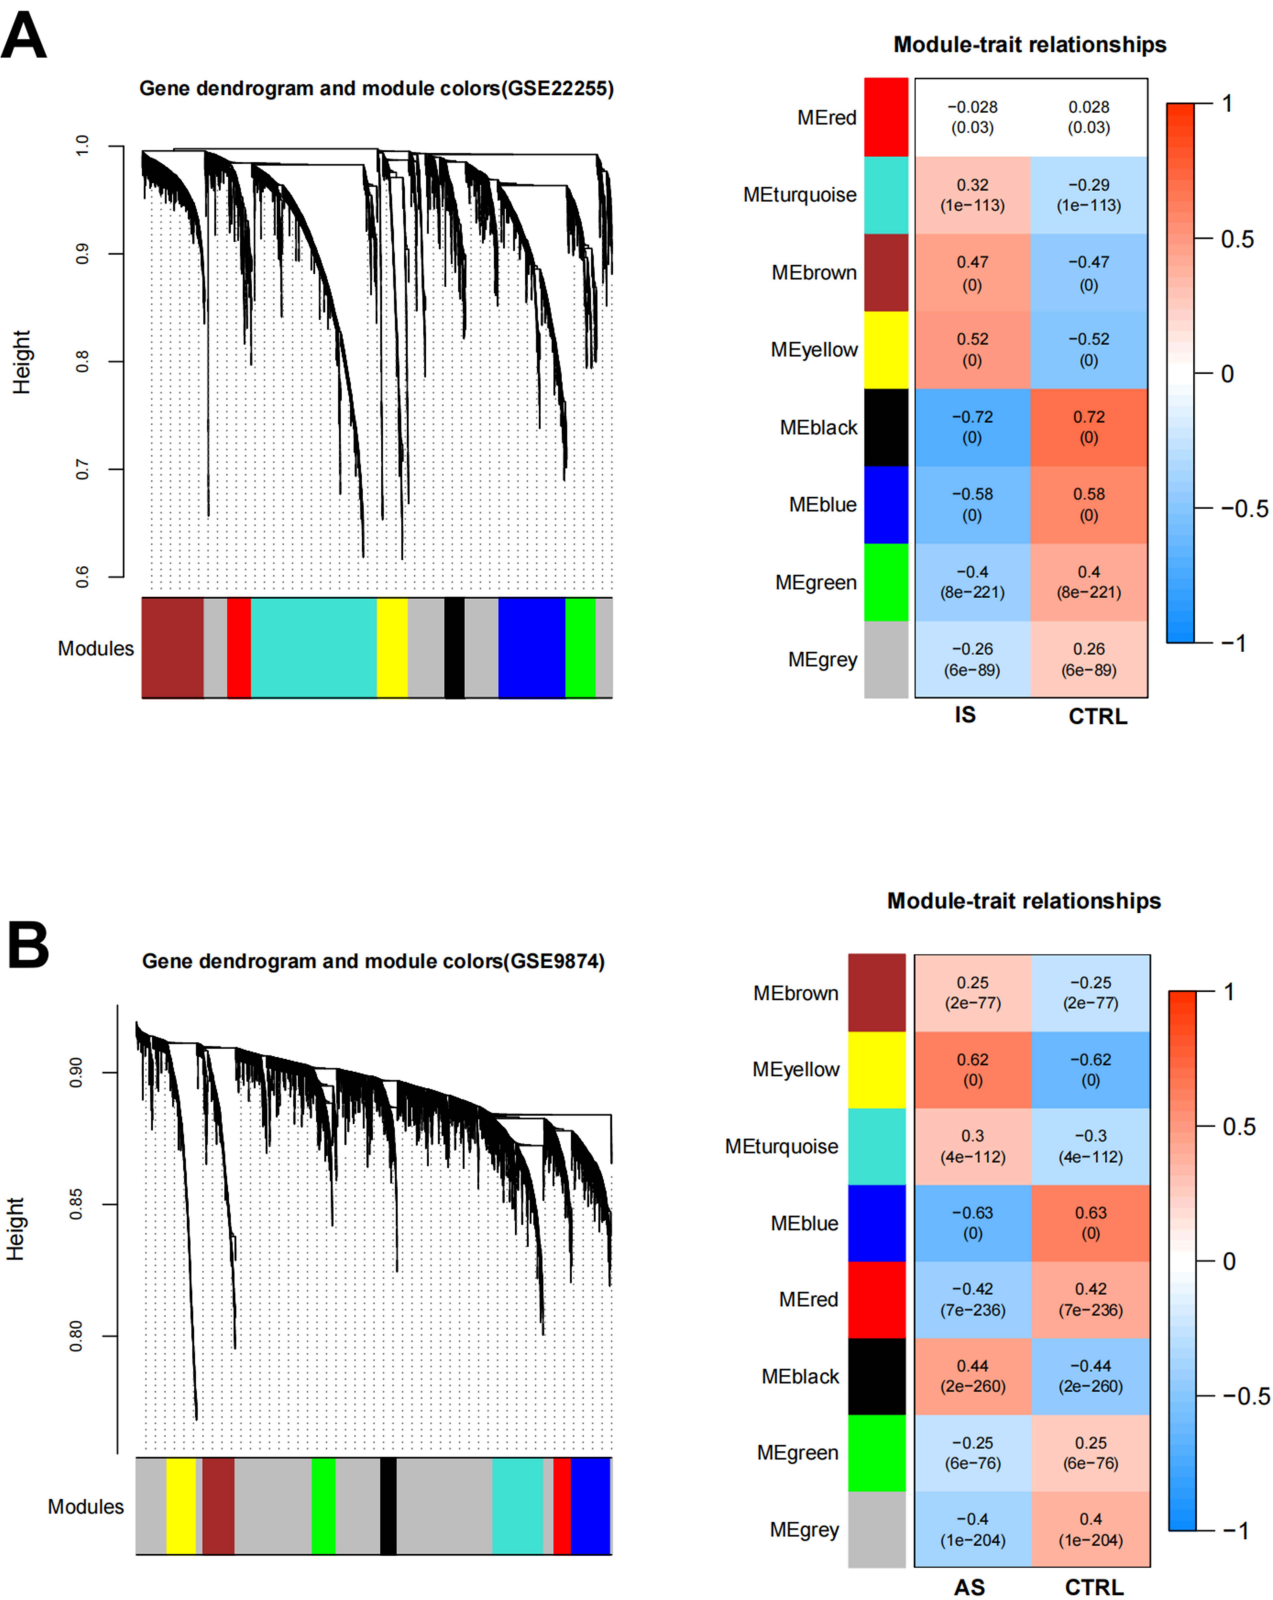 A
Gene dendrogram and module colors(GSE22255)
Height
1.0
0.9
0.8
0.7
0.6
Modules
Module-trait relationships
MEred
−0.028
(0.03)
0.028
(0.03)
MEturquoise
0.32
(1e−113)
−0.29
(1e−113)
MEbrown
0.47
(0)
−0.47
(0)
MEyellow
0.52
(0)
−0.52
(0)
MEblack
−0.72
(0)
0.72
(0)
MEblue
−0.58
(0)
0.58
(0)
MEgreen
−0.4
(8e−221)
0.4
(8e−221)
MEgrey
−0.26
(6e−89)
0.26
(6e−89)
IS
CTRL
1
0.5
0
−0.5
−1
B
Gene dendrogram and module colors(GSE9874)
Height
0.90
0.85
0.80
Modules
Module-trait relationships
MEbrown
0.25
(2e−77)
−0.25
(2e−77)
MEyellow
0.62
(0)
−0.62
(0)
MEturquoise
0.3
(4e−112)
−0.3
(4e−112)
MEblue
−0.63
(0)
0.63
(0)
MEred
−0.42
(7e−236)
0.42
(7e−236)
MEblack
0.44
(2e−260)
−0.44
(2e−260)
MEgreen
−0.25
(6e−76)
0.25
(6e−76)
MEgrey
−0.4
(1e−204)
0.4
(1e−204)
AS
CTRL
1
0.5
0
−0.5
−1